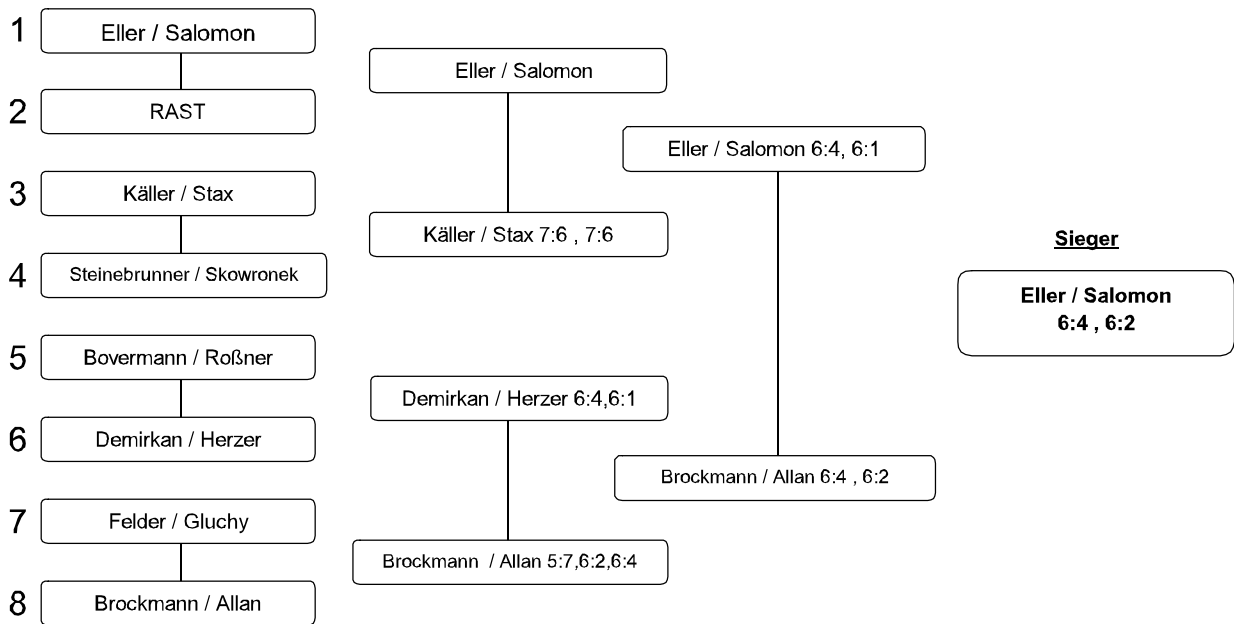 1
Eller / Salomon
2
RAST
3
Käller / Stax
4
Steinebrunner / Skowronek
5
Bovermann / Roßner
6
Demirkan / Herzer
7
Felder / Gluchy
8
Brockmann / Allan
Eller / Salomon
Käller / Stax 7:6 , 7:6
Demirkan / Herzer 6:4,6:1
Brockmann / Allan 5:7,6:2,6:4
Eller / Salomon 6:4, 6:1
Brockmann / Allan 6:4 , 6:2
Sieger
Eller / Salomon
6:4 , 6:2